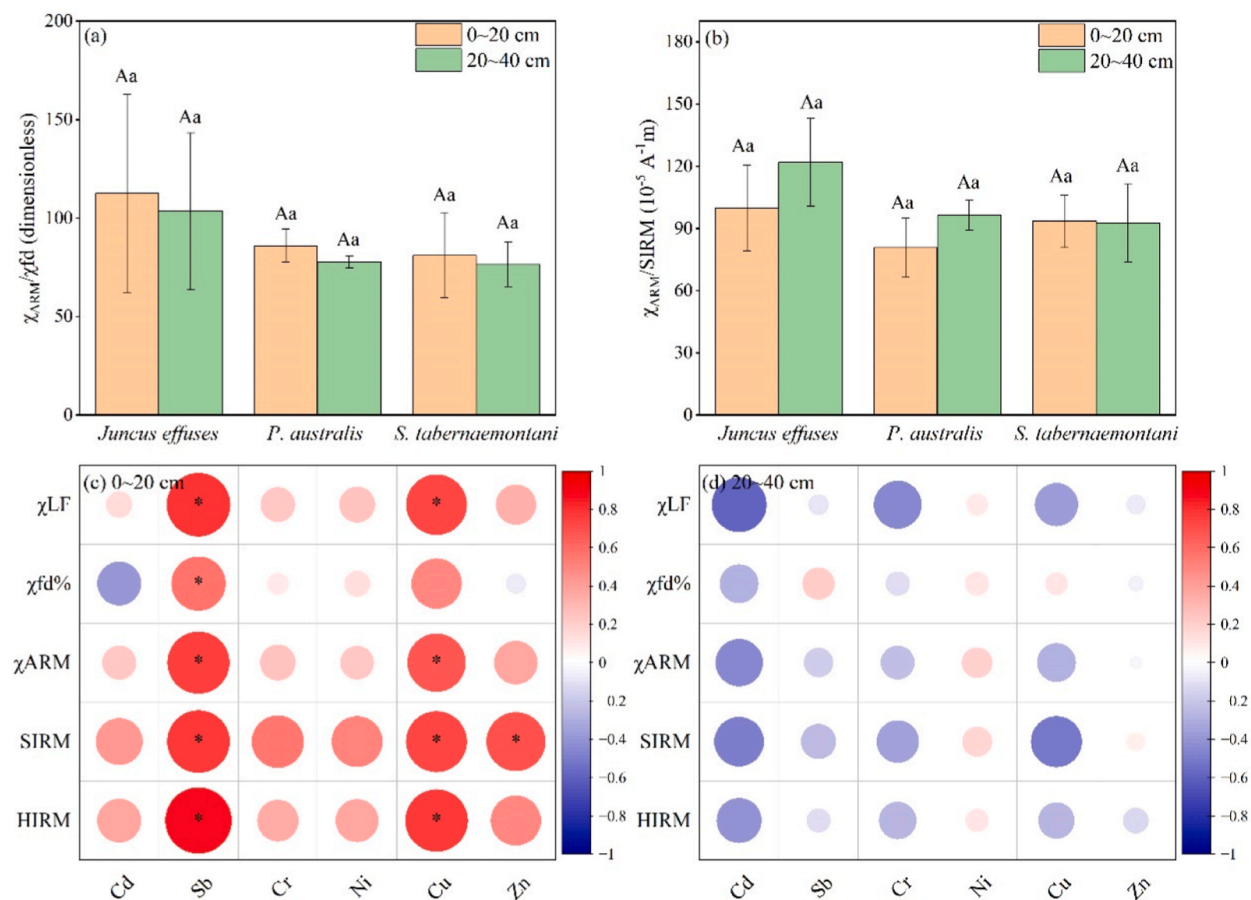 (a)
0~20 cm
20~40 cm
200
150
100
50
0
χARM/χfd (dimensionless)
Aa
Aa
Aa
Aa
Aa
Aa
Juncus effuses
P. australis
S. tabernaemontani
(b)
0~20 cm
20~40 cm
180
150
120
90
60
30
0
χARM/SIRM (10⁻⁵ A⁻¹m)
Aa
Aa
Aa
Aa
Aa
Aa
Juncus effuses
P. australis
S. tabernaemontani
(c) 0~20 cm
χLF
χfd%
χARM
SIRM
HIRM
* *
*
* *
* * *
* *
Cd
Sb
Cr
Ni
Cu
Zn
1
0.8
0.6
0.4
0.2
0
−0.2
−0.4
−0.6
−0.8
−1
(d) 20~40 cm
χLF
χfd%
χARM
SIRM
HIRM
Cd
Sb
Cr
Ni
Cu
Zn
1
0.8
0.6
0.4
0.2
0
−0.2
−0.4
−0.6
−0.8
−1